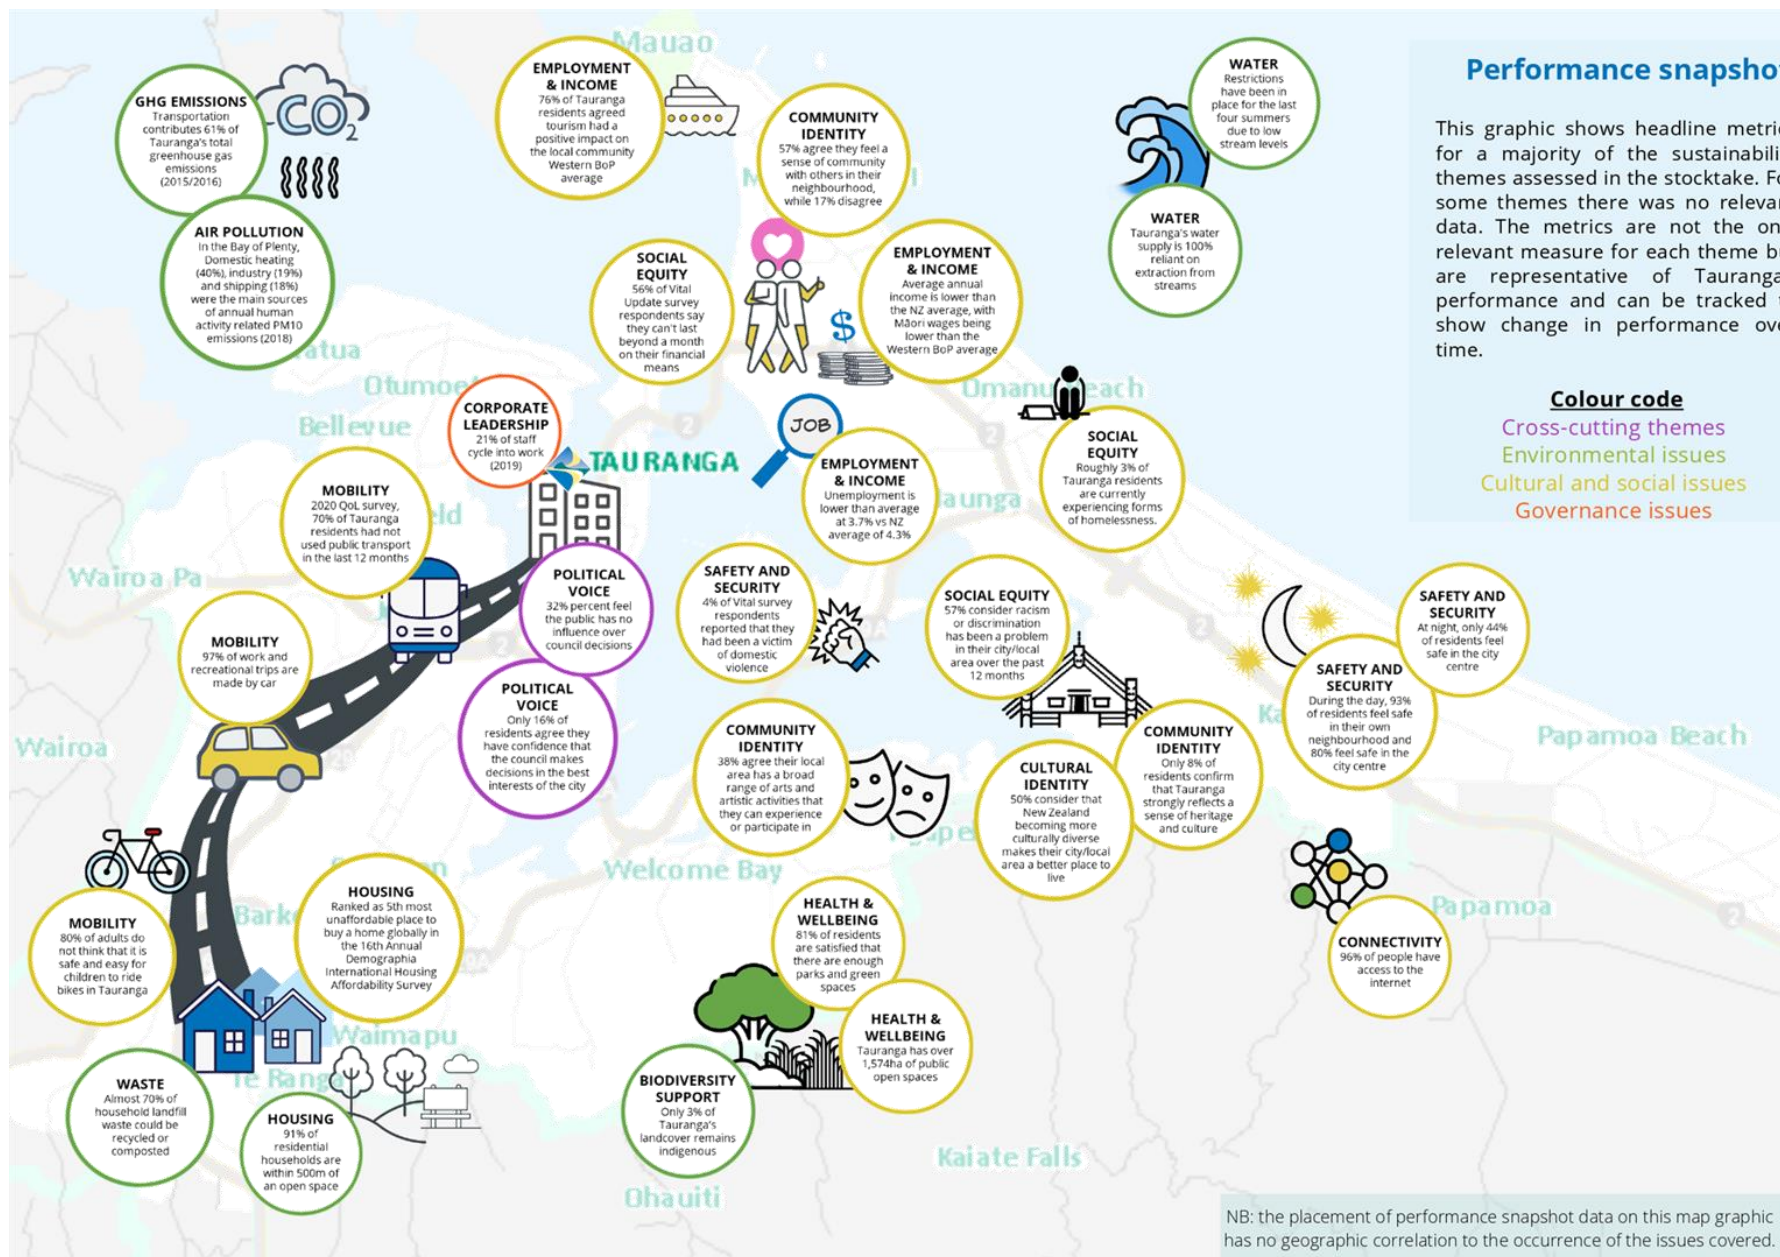 Mauao
GHG EMISSIONS
Transportation
contributes 61% of
Tauranga's total
greenhouse gas
emissions
(2015/2016)
CO2
AIR POLLUTION
In the Bay of Plenty,
Domestic heating
(40%), industry (19%)
and shipping (18%)
were the main sources
of annual human
activity related PM10
emissions (2018)
EMPLOYMENT
& INCOME
76% of Tauranga
residents agreed
tourism had a
positive impact on
the local community
Western BoP
average
COMMUNITY
IDENTITY
57% agree they feel a
sense of community
with others in their
neighbourhood,
while 17% disagree
SOCIAL
EQUITY
56% of Vital
Update survey
respondents say
they can't last
beyond a month
on their financial
means
EMPLOYMENT
& INCOME
Average annual
income is lower than
the NZ average, with
Māori wages being
lower than the
Western BoP average
$
WATER
Restrictions
have been in
place for the last
four summers
due to low
stream levels
WATER
Tauranga's water
supply is 100%
reliant on
extraction from
streams
Performance snapshot
This graphic shows headline metric
for a majority of the sustainabili
themes assessed in the stocktake. Fo
some themes there was no relevan
data. The metrics are not the on
relevant measure for each theme bu
are representative of Tauranga
performance and can be tracked t
show change in performance ove
time.
Colour code
Cross-cutting themes
Environmental issues
Cultural and social issues
Governance issues
atua
Otumoet
Bellevue
Omanu Beach
2
2
CORPORATE
LEADERSHIP
21% of staff
cycle into work
(2019)
TAURANGA
JOB
EMPLOYMENT
& INCOME
Unemployment is
lower than average
at 3.7% vs NZ
average of 4.3%
aunga
SOCIAL
EQUITY
Roughly 3% of
Tauranga residents
are currently
experiencing forms
of homelessness.
MOBILITY
2020 QoL survey,
70% of Tauranga
residents had not
used public transport
in the last 12 months
eld
Wairoa Pa
MOBILITY
97% of work and
recreational trips are
made by car
2
POLITICAL
VOICE
32% percent feel
the public has no
influence over
council decisions
POLITICAL
VOICE
Only 16% of
residents agree they
have confidence that
the council makes
decisions in the best
interests of the city
SAFETY AND
SECURITY
4% of Vital survey
respondents
reported that they
had been a victim
of domestic
violence
SOCIAL EQUITY
57% consider racism
or discrimination
has been a problem
in their city/local
area over the past
12 months
2
SAFETY AND
SECURITY
At night, only 44%
of residents feel
safe in the city
centre
SAFETY AND
SECURITY
During the day, 93%
of residents feel safe
in their own
neighbourhood and
80% feel safe in the
city centre
Ka
Papamoa Beach
Wairoa
29
COMMUNITY
IDENTITY
38% agree their local
area has a broad
range of arts and
artistic activities that
they can experience
or participate in
CULTURAL
IDENTITY
50% consider that
New Zealand
becoming more
culturally diverse
makes their city/local
area a better place to
live
COMMUNITY
IDENTITY
Only 8% of
residents confirm
that Tauranga
strongly reflects a
sense of heritage
and culture
Welcome Bay
Papamoa
2
MOBILITY
80% of adults do
not think that it is
safe and easy for
children to ride
bikes in Tauranga
Bark
HOUSING
Ranked as 5th most
unaffordable place to
buy a home globally in
the 16th Annual
Demographia
International Housing
Affordability Survey
HEALTH &
WELLBEING
81% of residents
are satisfied that
there are enough
parks and green
spaces
CONNECTIVITY
96% of people have
access to the
internet
Waimapu
HEALTH &
WELLBEING
Tauranga has over
1,574ha of public
open spaces
WASTE
Almost 70% of
household landfill
waste could be
recycled or
composted
Te Ranga
HOUSING
91% of
residential
households are
within 500m of
an open space
BIODIVERSITY
SUPPORT
Only 3% of
Tauranga's
landcover remains
indigenous
Kaiate Falls
Ohauiti
NB: the placement of performance snapshot data on this map graphic
has no geographic correlation to the occurrence of the issues covered.